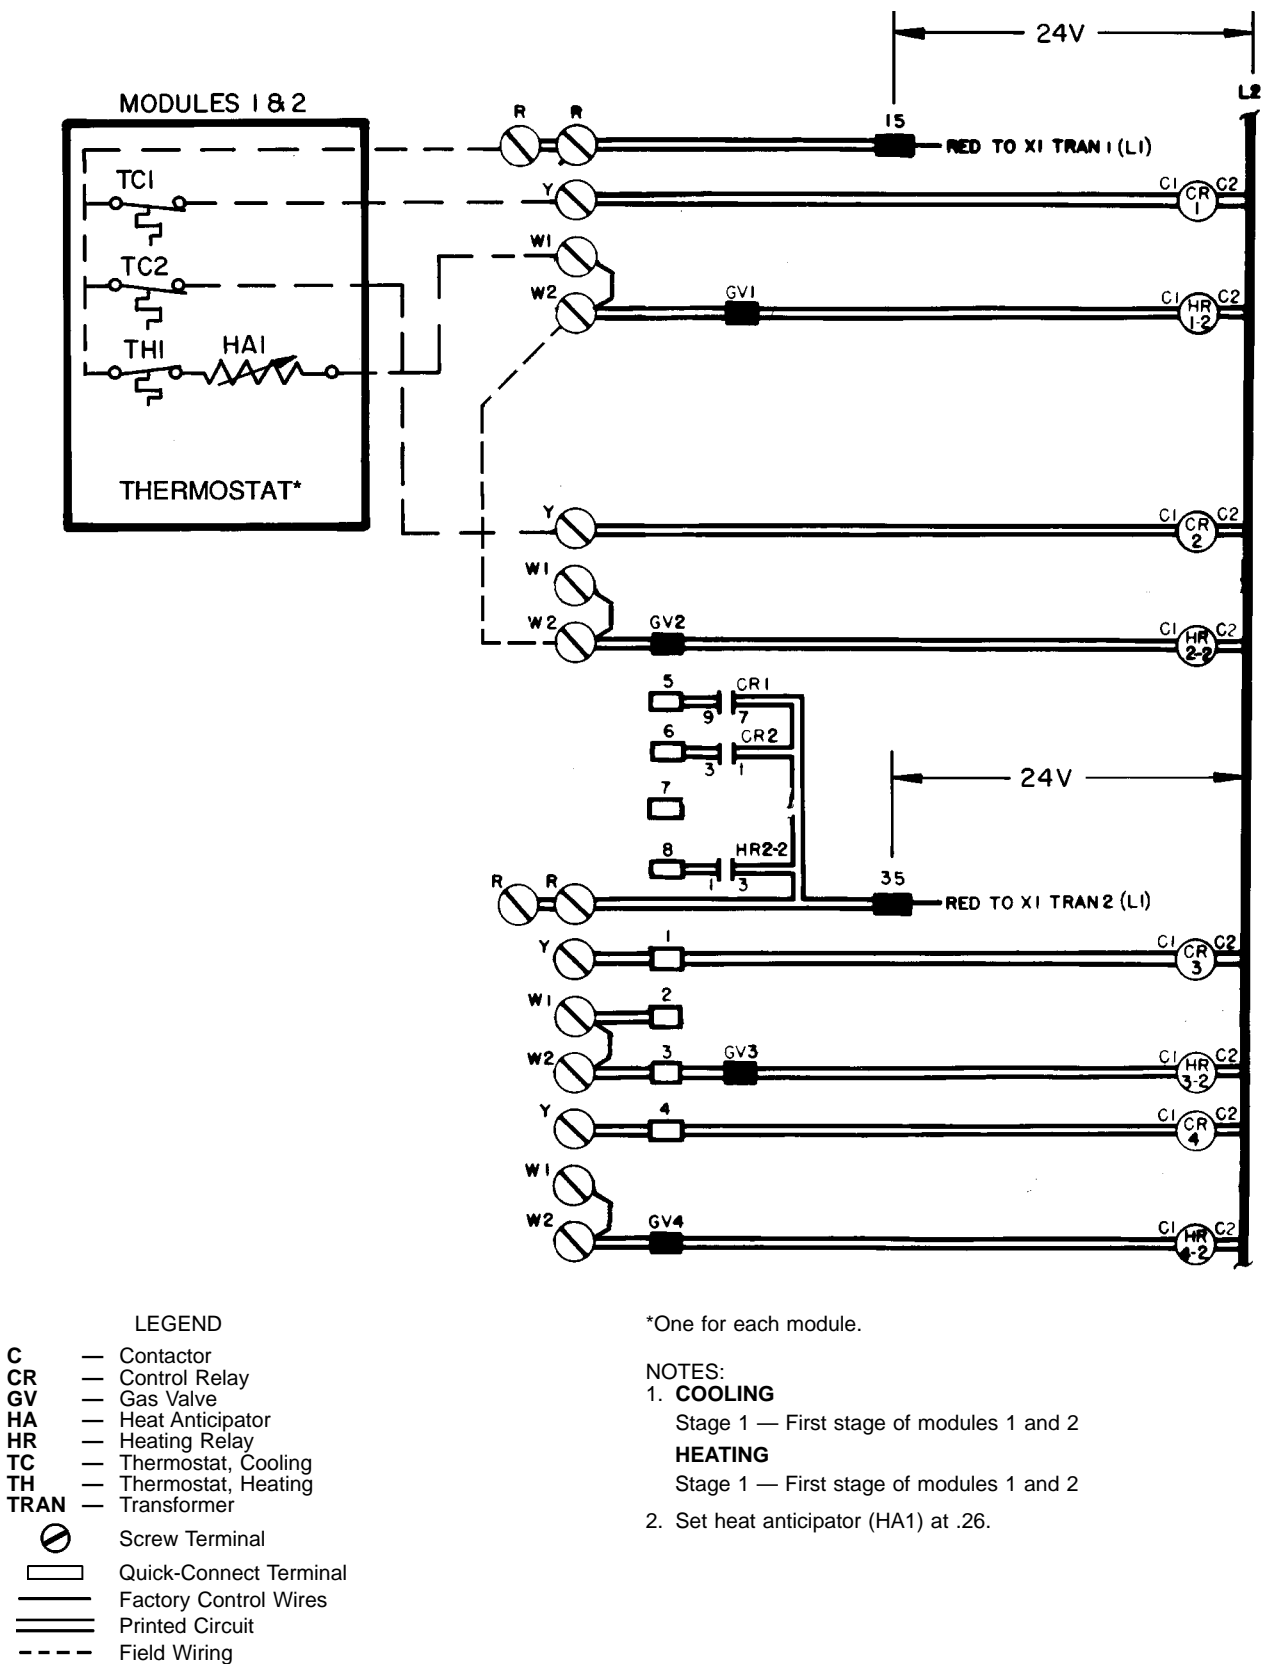 24V
L2
MODULES 1 & 2
R R 15
RED TO X1 TRAN 1 (L1)
TC1
Y C1 CR 1 C2
W1
TC2
W2 GV1 C1 HR 1-2 C2
TH1 HA1
THERMOSTAT*
Y C1 CR 2 C2
W1
W2 GV2 C1 HR 2-2 C2
5 CR1
9 7
6 CR2
3 1
24V
7
8 HR2-2
1 3
R R 35
RED TO X1 TRAN 2 (L1)
Y 1 C1 CR 3 C2
W1 2
W2 3 GV3 C1 HR 3-2 C2
Y 4 C1 CR 4 C2
W1
W2 GV4 C1 HR 4-2 C2
LEGEND
C — Contactor
CR — Control Relay
GV — Gas Valve
HA — Heat Anticipator
HR — Heating Relay
TC — Thermostat, Cooling
TH — Thermostat, Heating
TRAN — Transformer
Screw Terminal
Quick-Connect Terminal
Factory Control Wires
Printed Circuit
Field Wiring
*One for each module.
NOTES:
1. COOLING
Stage 1 — First stage of modules 1 and 2
HEATING
Stage 1 — First stage of modules 1 and 2
2. Set heat anticipator (HA1) at .26.